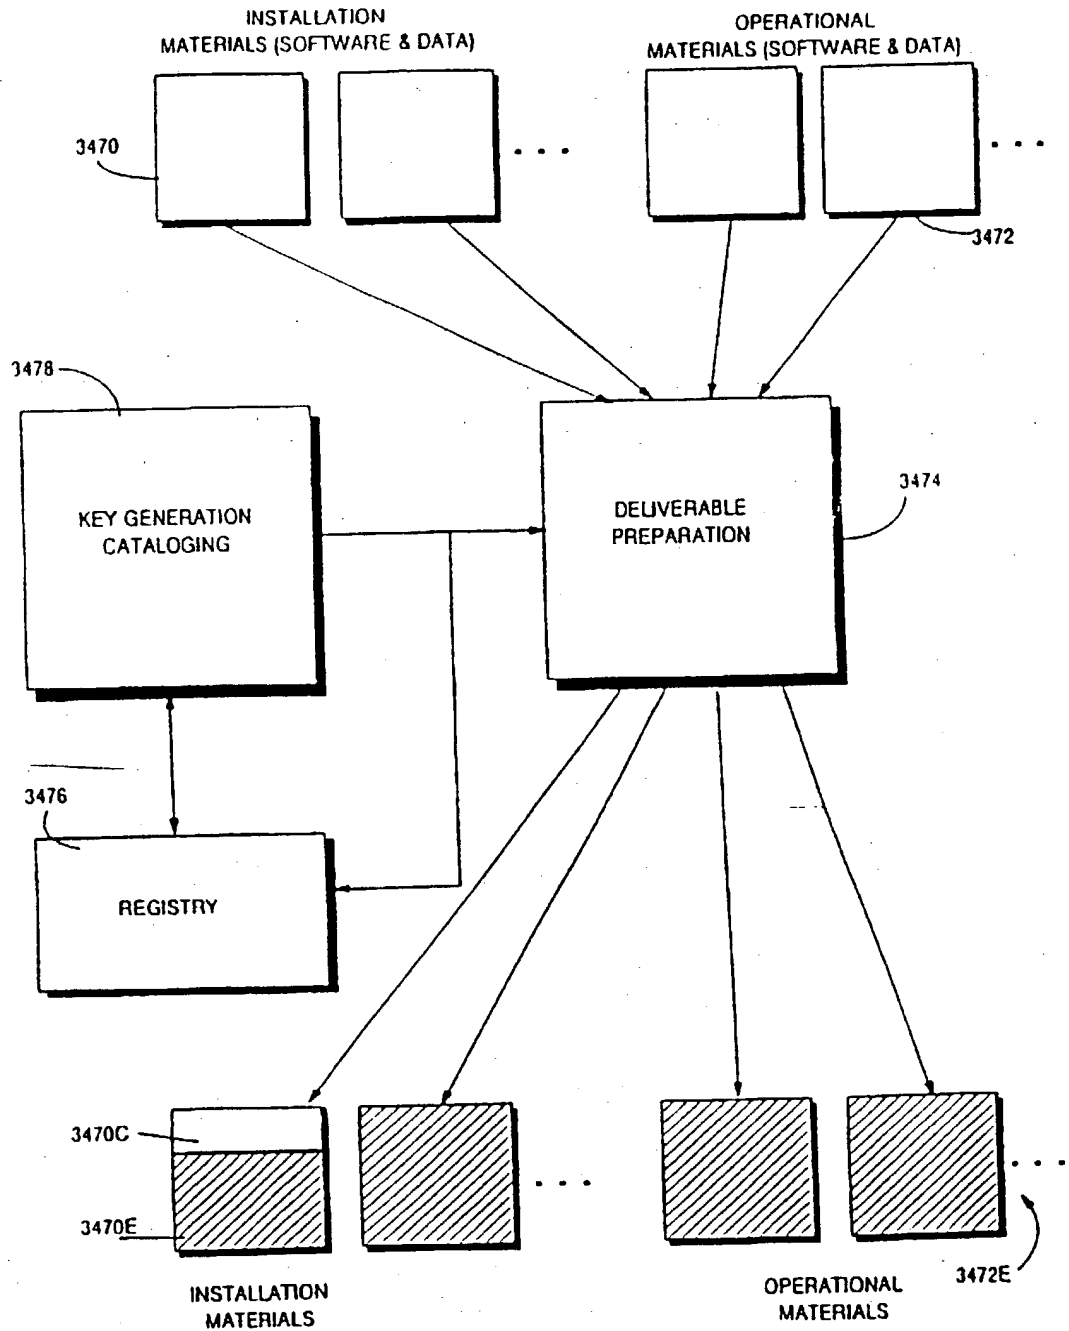 INSTALLATION
MATERIALS (SOFTWARE & DATA)
OPERATIONAL
MATERIALS (SOFTWARE & DATA)
3470
3472
3478
KEY GENERATION
CATALOGING
DELIVERABLE
PREPARATION
3474
3476
REGISTRY
3470C
3470E
3472E
INSTALLATION
MATERIALS
OPERATIONAL
MATERIALS